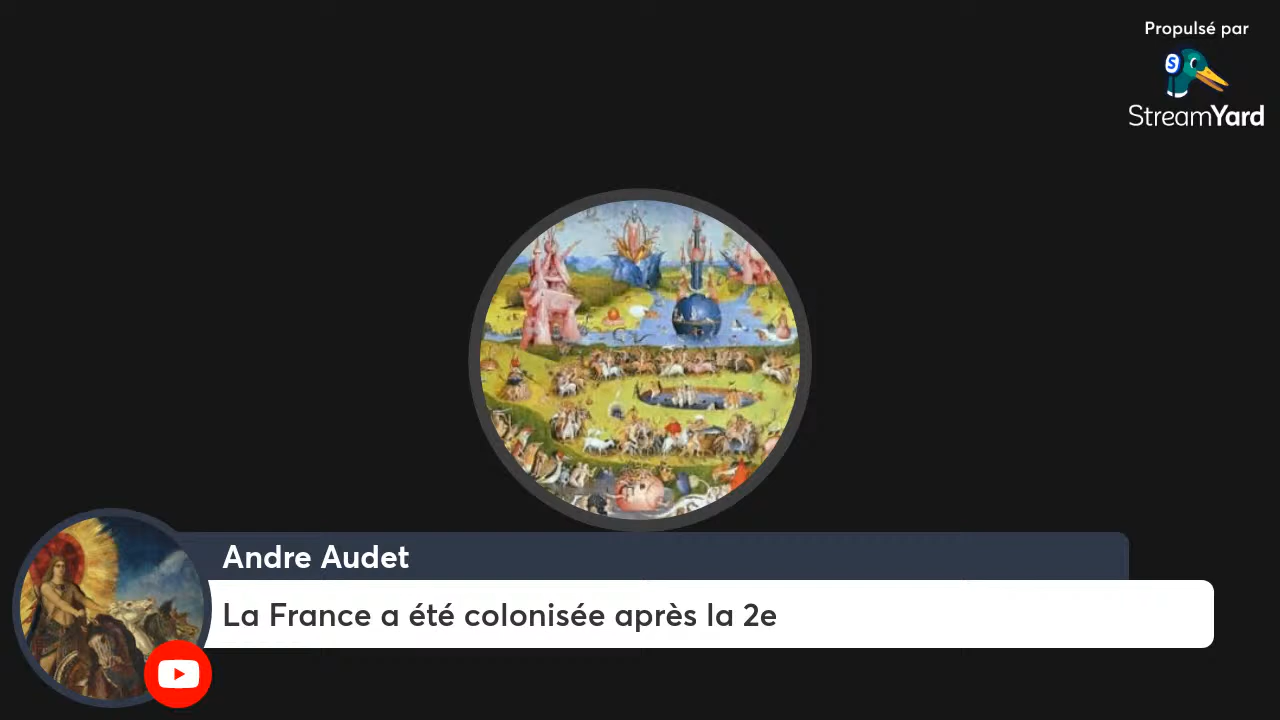 Propulsé par
S
StreamYard
Andre Audet
La France a été colonisée après la 2e